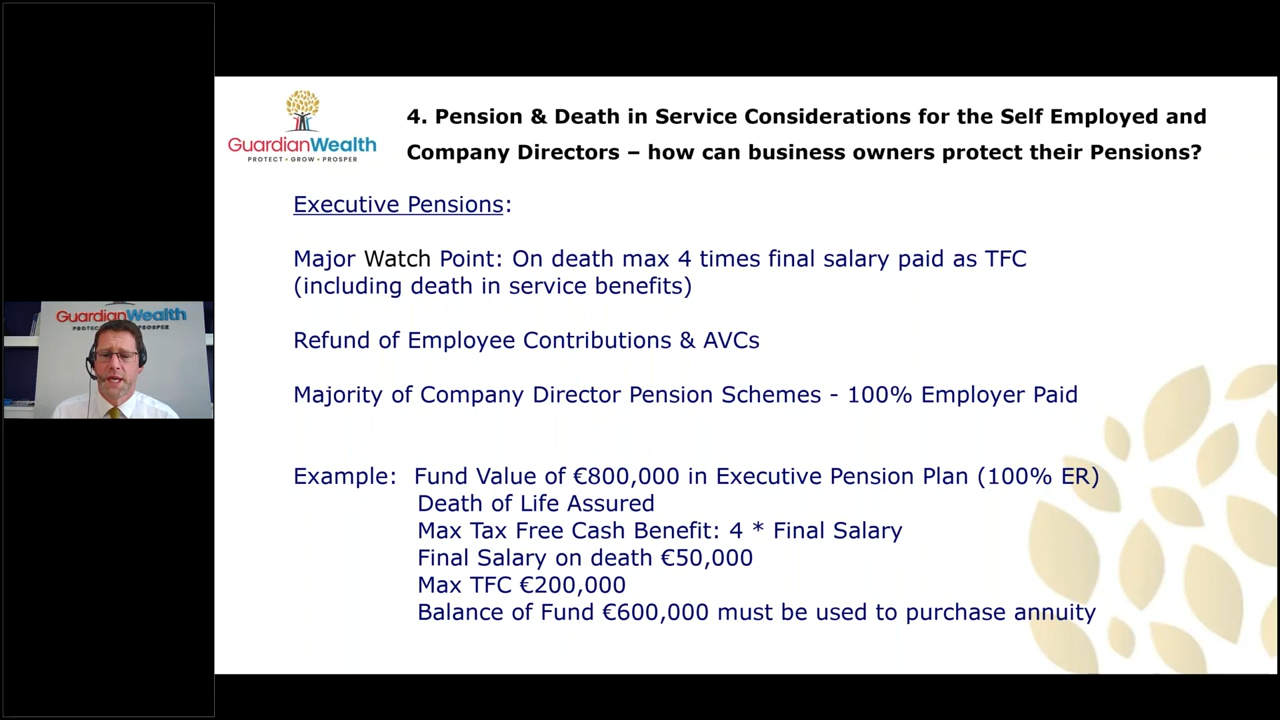 GuardianWealth
PROTECT • GROW • PROSPER
4. Pension & Death in Service Considerations for the Self Employed and
Company Directors – how can business owners protect their Pensions?
Executive Pensions:
Major Watch Point: On death max 4 times final salary paid as TFC
(including death in service benefits)
Refund of Employee Contributions & AVCs
Majority of Company Director Pension Schemes - 100% Employer Paid
Example: Fund Value of €800,000 in Executive Pension Plan (100% ER)
Death of Life Assured
Max Tax Free Cash Benefit: 4 * Final Salary
Final Salary on death €50,000
Max TFC €200,000
Balance of Fund €600,000 must be used to purchase annuity
GuardianWealth